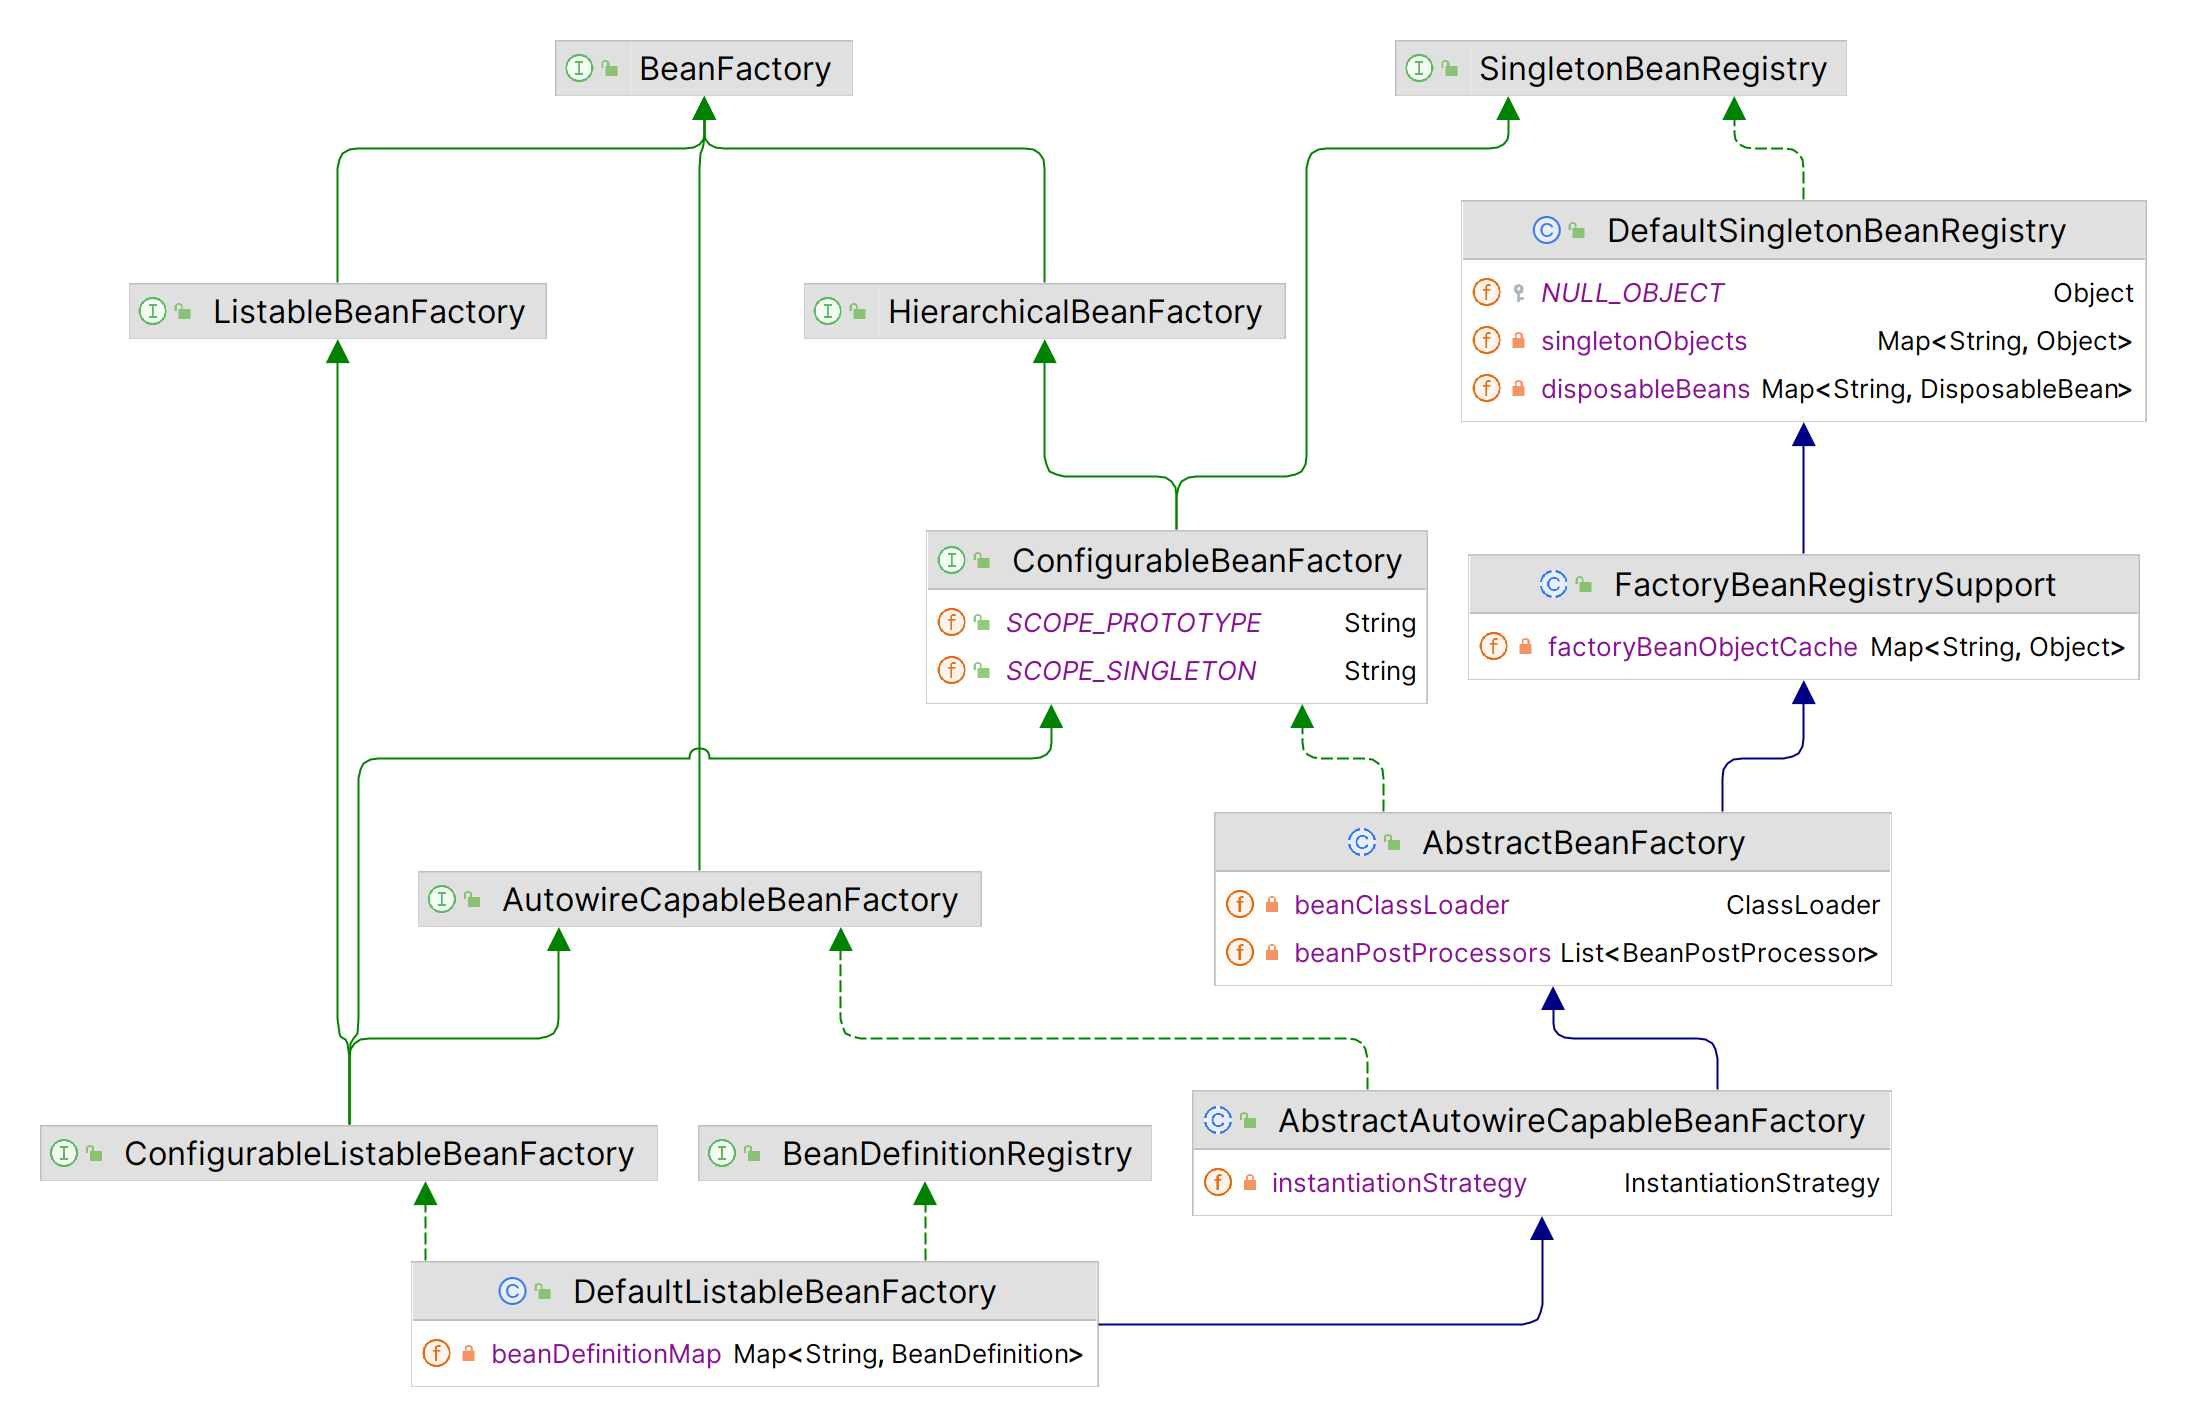 BeanFactory
SingletonBeanRegistry
DefaultSingletonBeanRegistry
NULL_OBJECT Object
singletonObjects Map<String, Object>
disposableBeans Map<String, DisposableBean>
ListableBeanFactory
HierarchicalBeanFactory
ConfigurableBeanFactory
SCOPE_PROTOTYPE String
SCOPE_SINGLETON String
FactoryBeanRegistrySupport
factoryBeanObjectCache Map<String, Object>
AbstractBeanFactory
beanClassLoader ClassLoader
beanPostProcessors List<BeanPostProcessor>
AutowireCapableBeanFactory
ConfigurableListableBeanFactory
BeanDefinitionRegistry
AbstractAutowireCapableBeanFactory
instantiationStrategy InstantiationStrategy
DefaultListableBeanFactory
beanDefinitionMap Map<String, BeanDefinition>